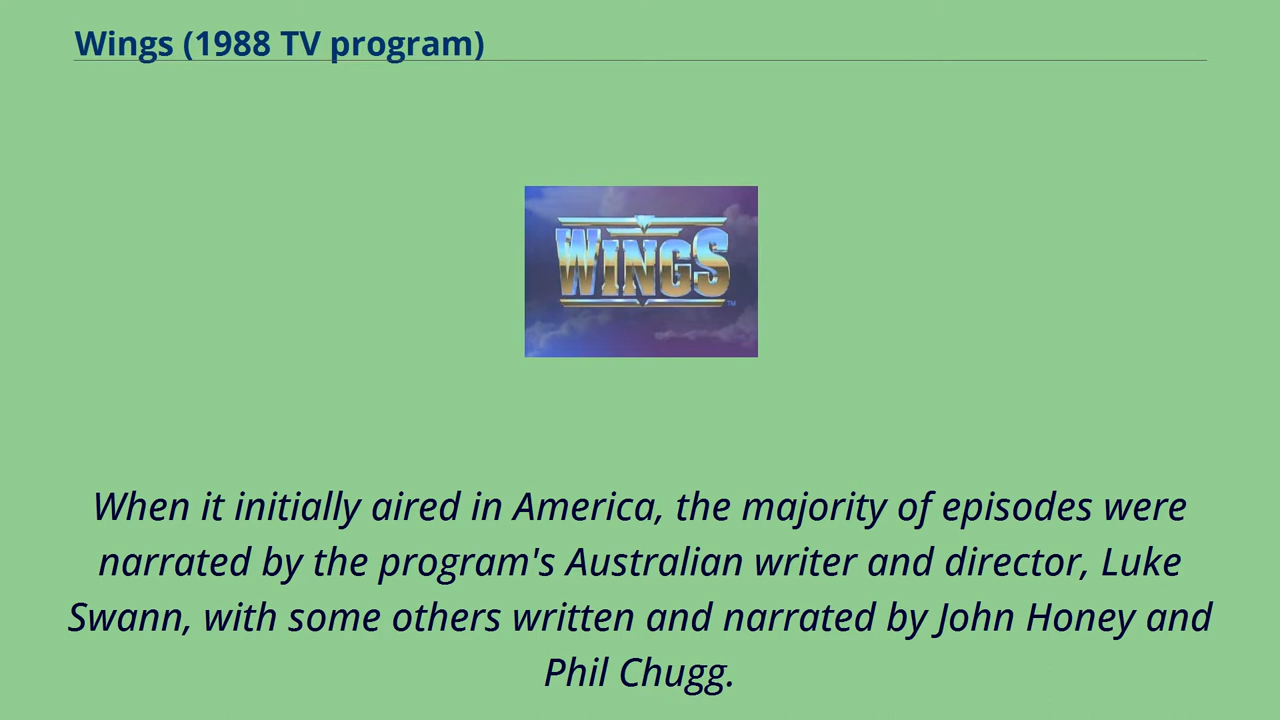 Wings (1988 TV program)
WINGS
TM
When it initially aired in America, the majority of episodes were
narrated by the program's Australian writer and director, Luke
Swann, with some others written and narrated by John Honey and
Phil Chugg.